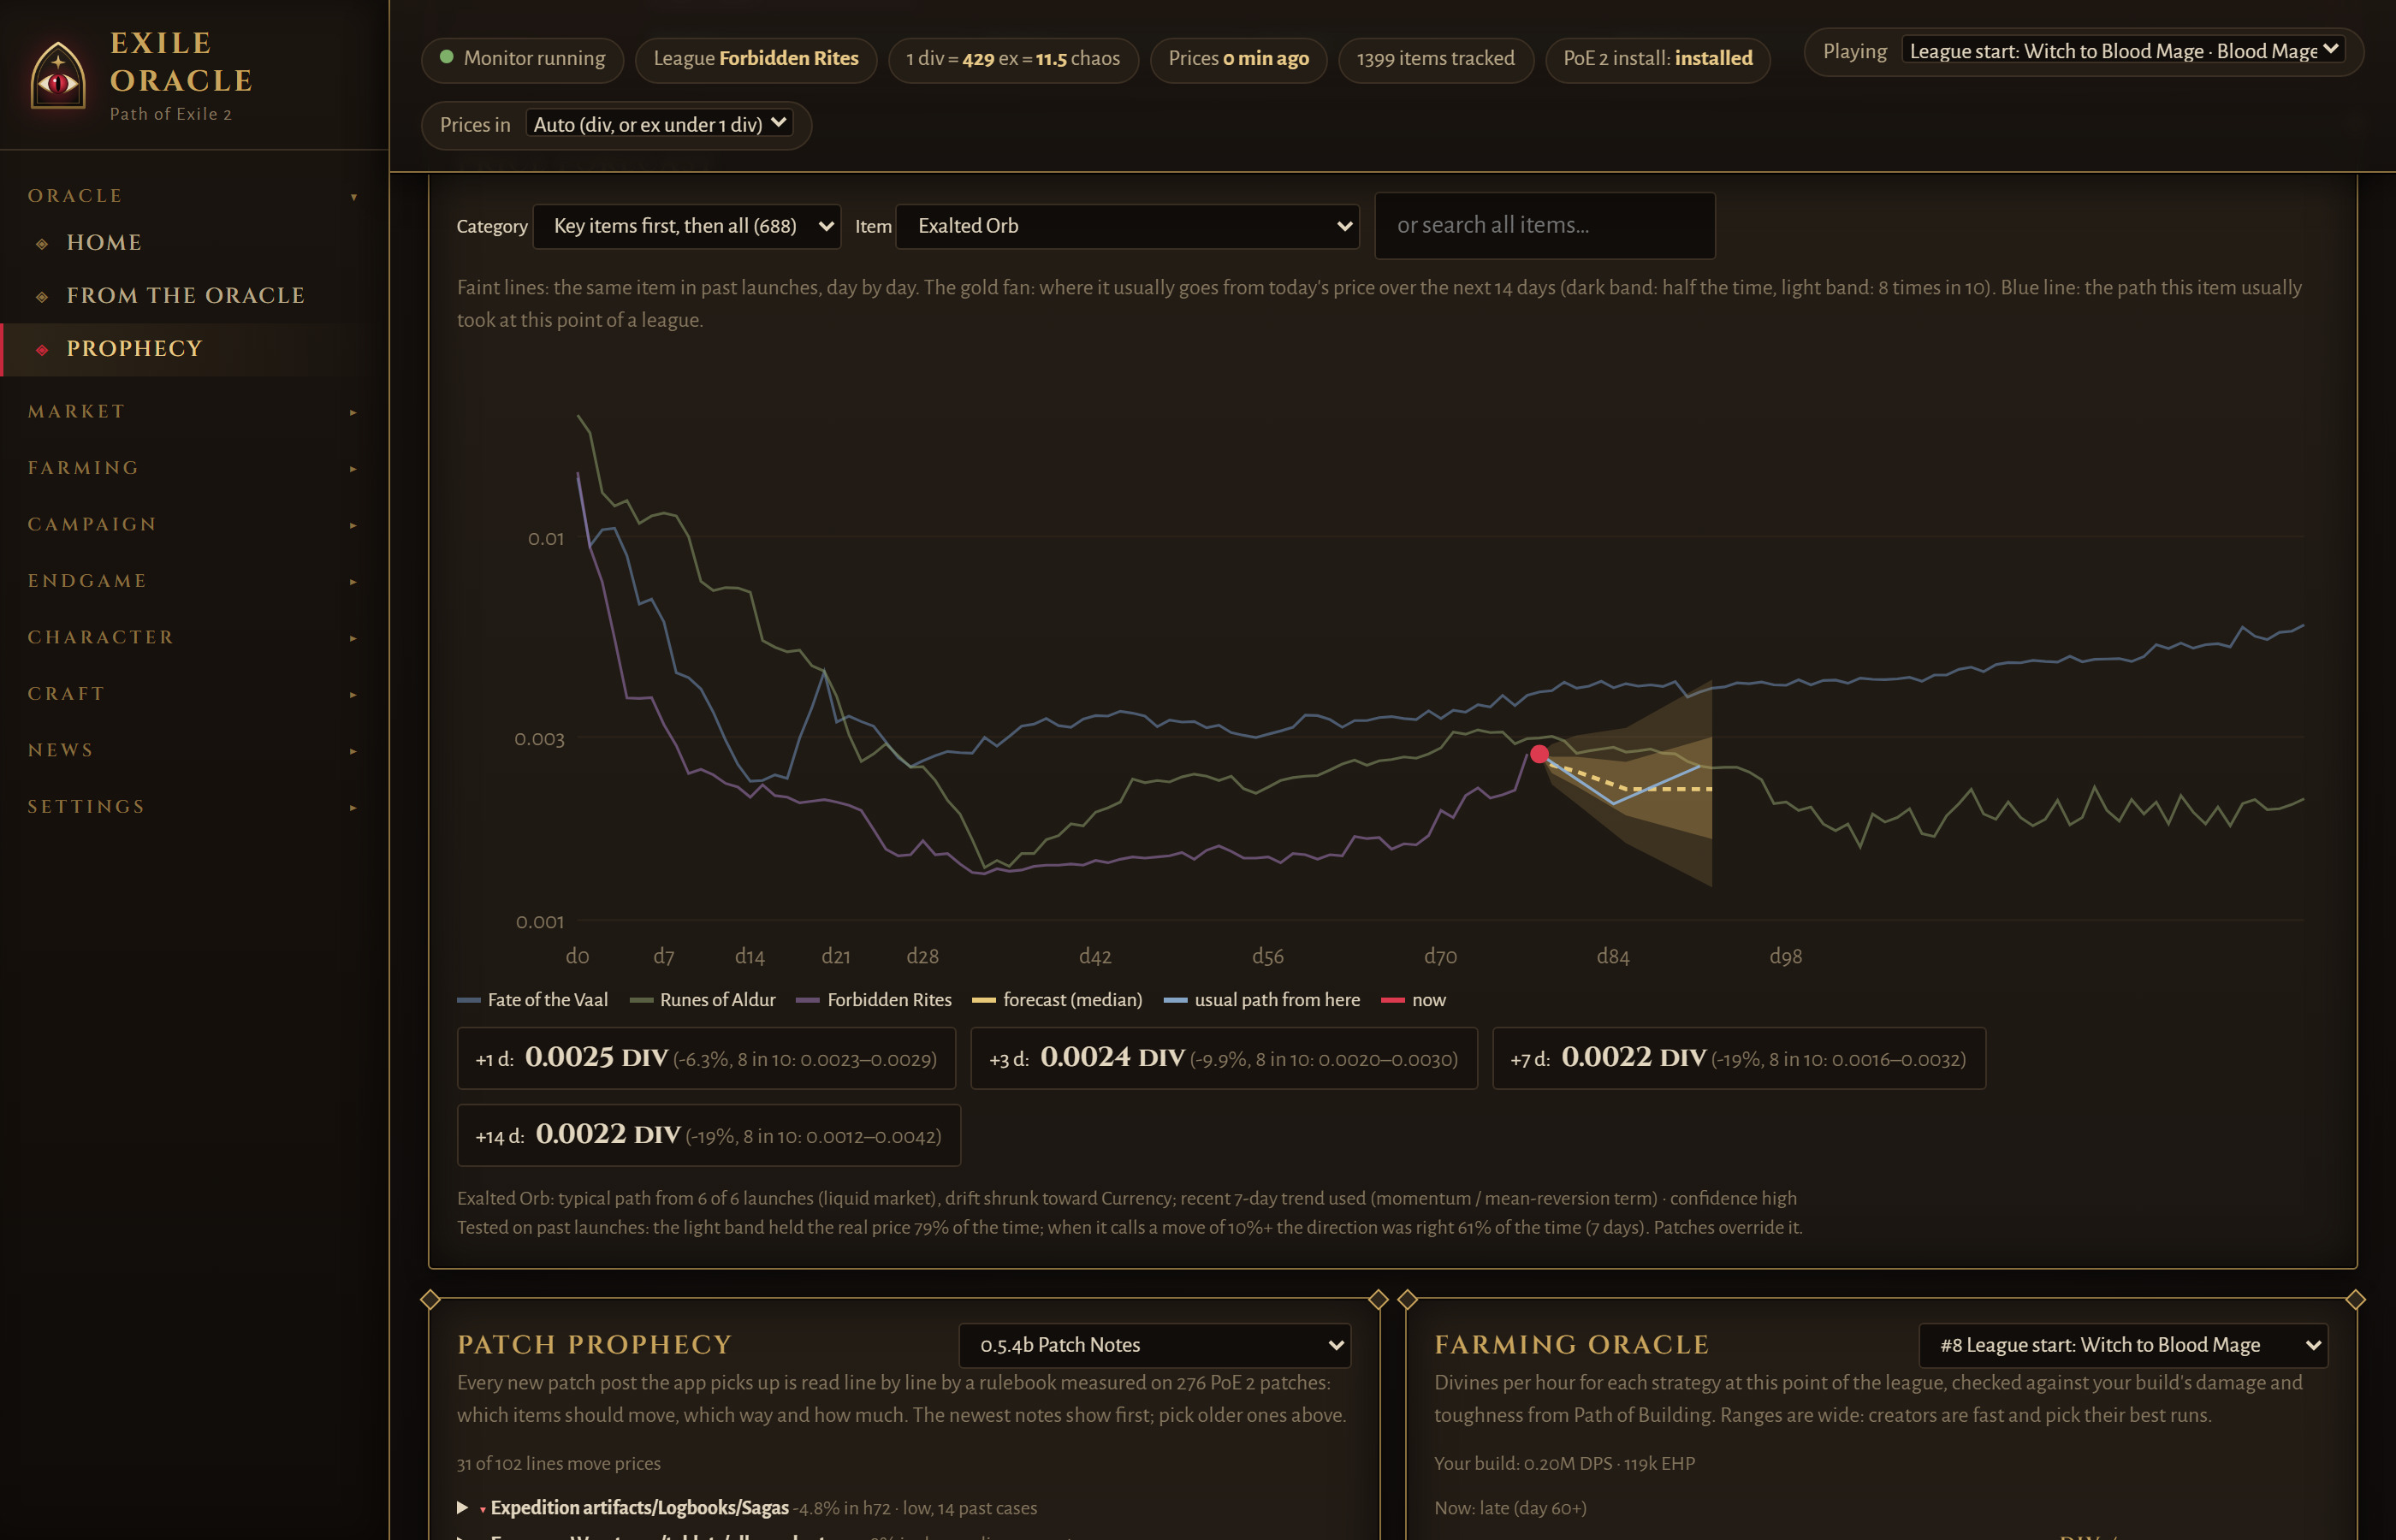 EXILE
ORACLE
Path of Exile 2
ORACLE
HOME
FROM THE ORACLE
PROPHECY
MARKET
FARMING
CAMPAIGN
ENDGAME
CHARACTER
CRAFT
NEWS
SETTINGS
Monitor running
League Forbidden Rites
1 div = 429 ex = 11.5 chaos
Prices 0 min ago
1399 items tracked
PoE 2 install: installed
Playing League start: Witch to Blood Mage · Blood Mage
Prices in Auto (div, or ex under 1 div)
Category Key items first, then all (688) Item Exalted Orb or search all items...
Faint lines: the same item in past launches, day by day. The gold fan: where it usually goes from today's price over the next 14 days (dark band: half the time, light band: 8 times in 10). Blue line: the path this item usually
took at this point of a league.
0.01
0.003
0.001
d0 d7 d14 d21 d28 d42 d56 d70 d84 d98
Fate of the Vaal Runes of Aldur Forbidden Rites forecast (median) usual path from here now
+1 d: 0.0025 DIV (-6.3%, 8 in 10: 0.0023–0.0029)
+3 d: 0.0024 DIV (-9.9%, 8 in 10: 0.0020–0.0030)
+7 d: 0.0022 DIV (-19%, 8 in 10: 0.0016–0.0032)
+14 d: 0.0022 DIV (-19%, 8 in 10: 0.0012–0.0042)
Exalted Orb: typical path from 6 of 6 launches (liquid market), drift shrunk toward Currency; recent 7-day trend used (momentum / mean-reversion term) · confidence high
Tested on past launches: the light band held the real price 79% of the time; when it calls a move of 10%+ the direction was right 61% of the time (7 days). Patches override it.
PATCH PROPHECY
0.5.4b Patch Notes
Every new patch post the app picks up is read line by line by a rulebook measured on 276 PoE 2 patches:
which items should move, which way and how much. The newest notes show first; pick older ones above.
31 of 102 lines move prices
Expedition artifacts/Logbooks/Sagas -4.8% in h72 · low, 14 past cases
FARMING ORACLE
#8 League start: Witch to Blood Mage
Divines per hour for each strategy at this point of the league, checked against your build's damage and
toughness from Path of Building. Ranges are wide: creators are fast and pick their best runs.
Your build: 0.20M DPS · 119k EHP
Now: late (day 60+)